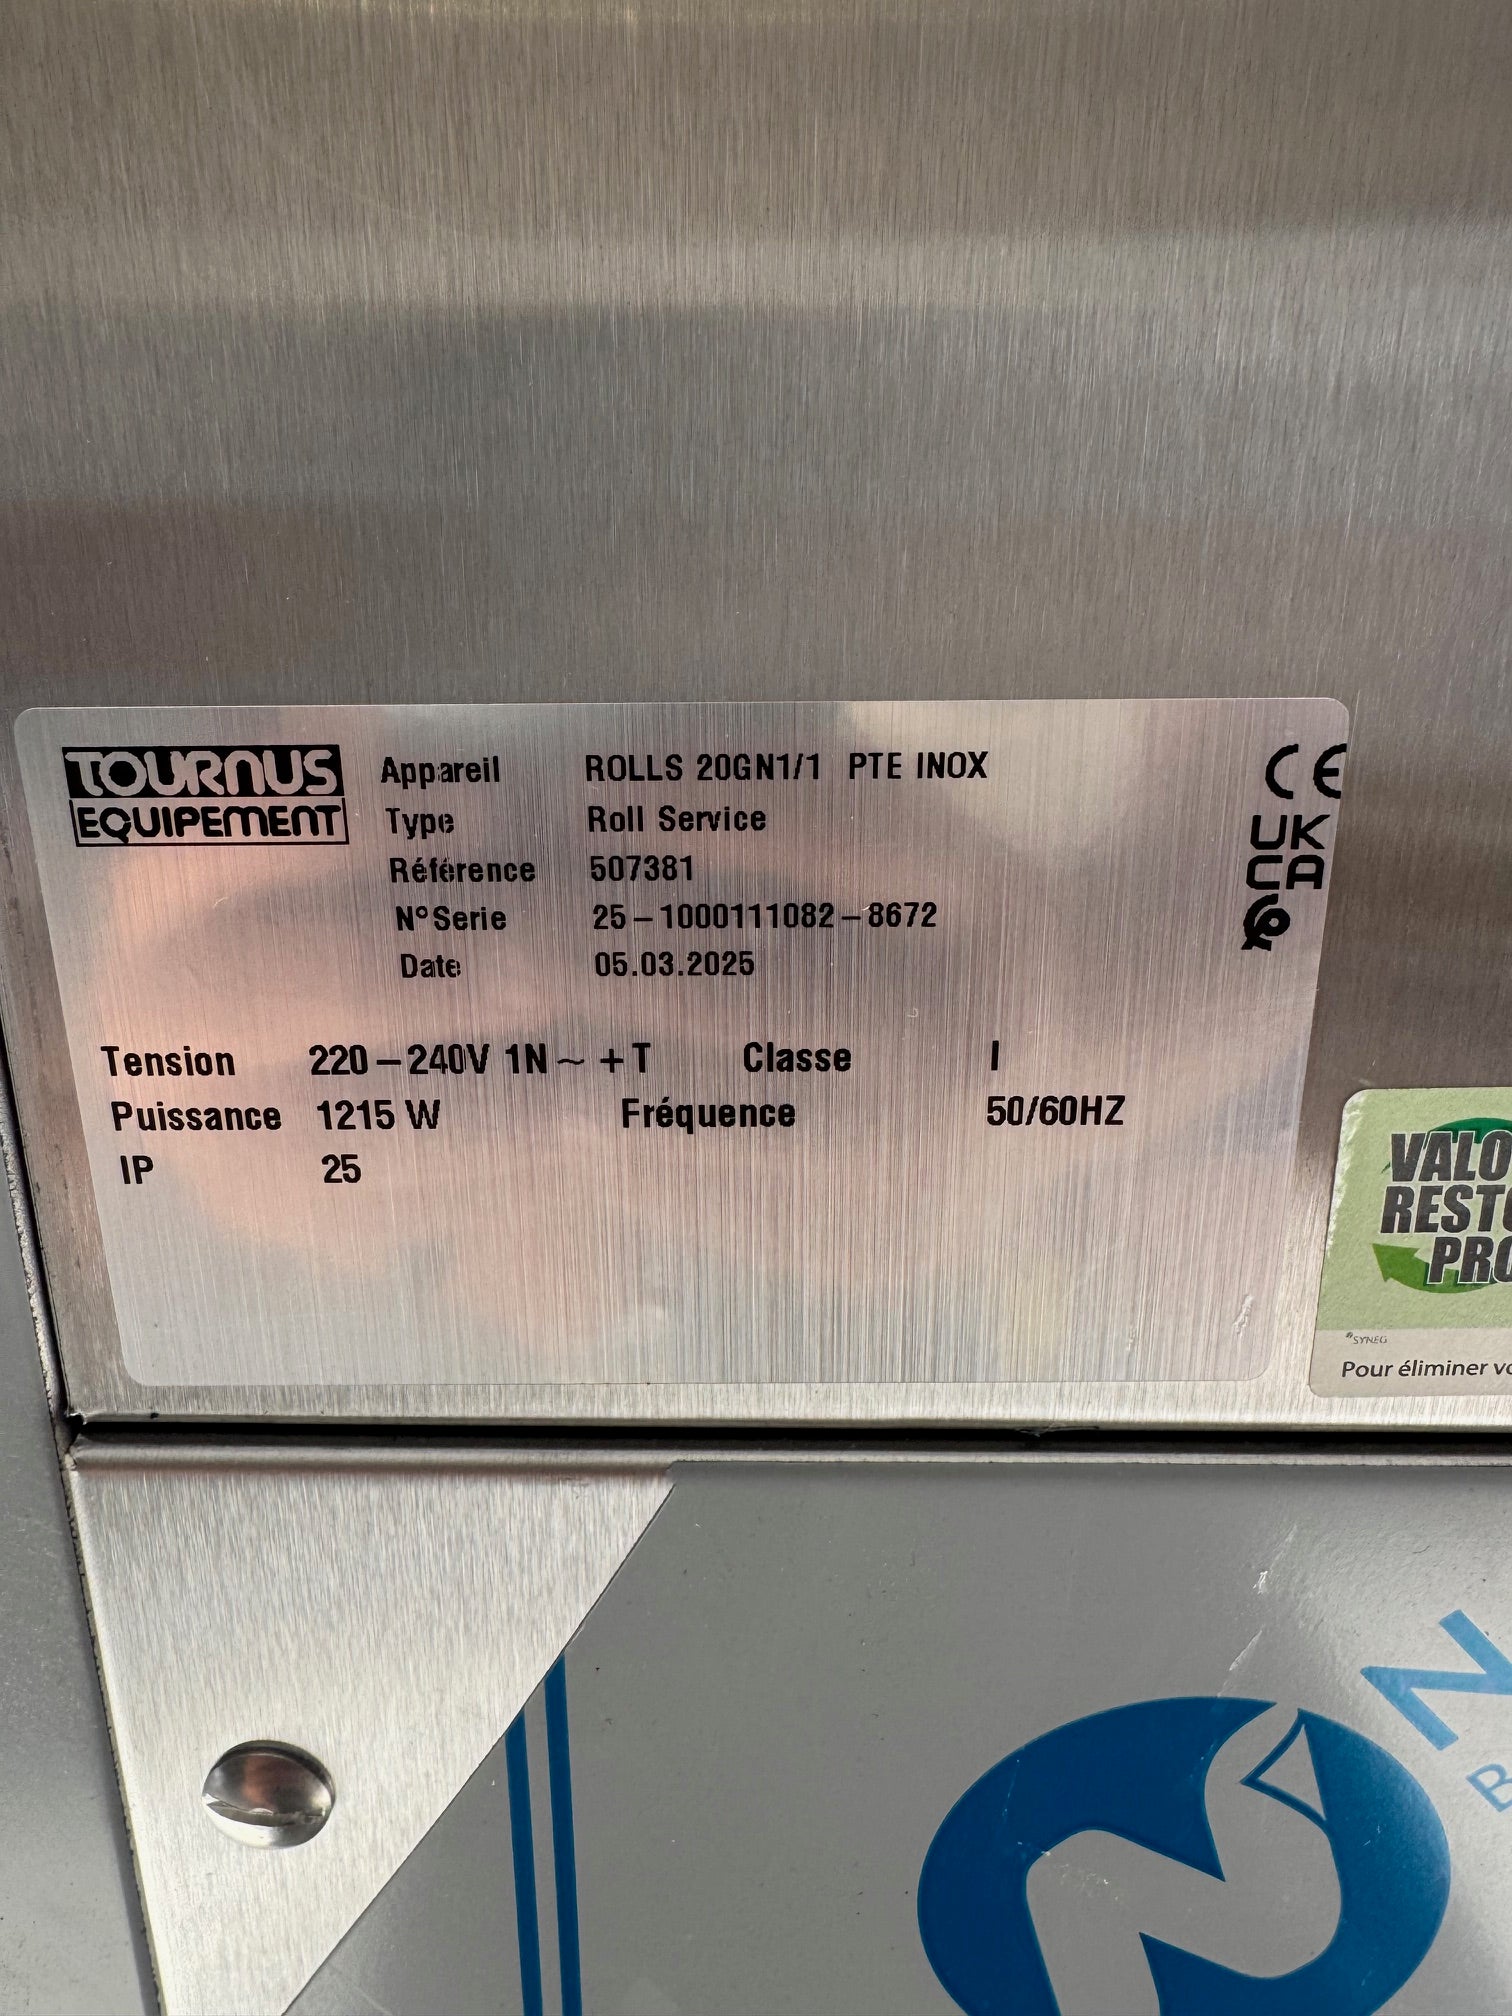 TOURNUS
EQUIPEMENT
Appareil ROLLS 20GN1/1 PTE INOX
Type Roll Service
Référence 507381
N° Serie 25-1000111082-8672
Date 05.03.2025
CE
UK
CA
Tension 220-240V 1N~ +T Classe I
Puissance 1215 W Fréquence 50/60HZ
IP 25
VALO
RESTO
PRO
*SYNEG
Pour éliminer vo
N